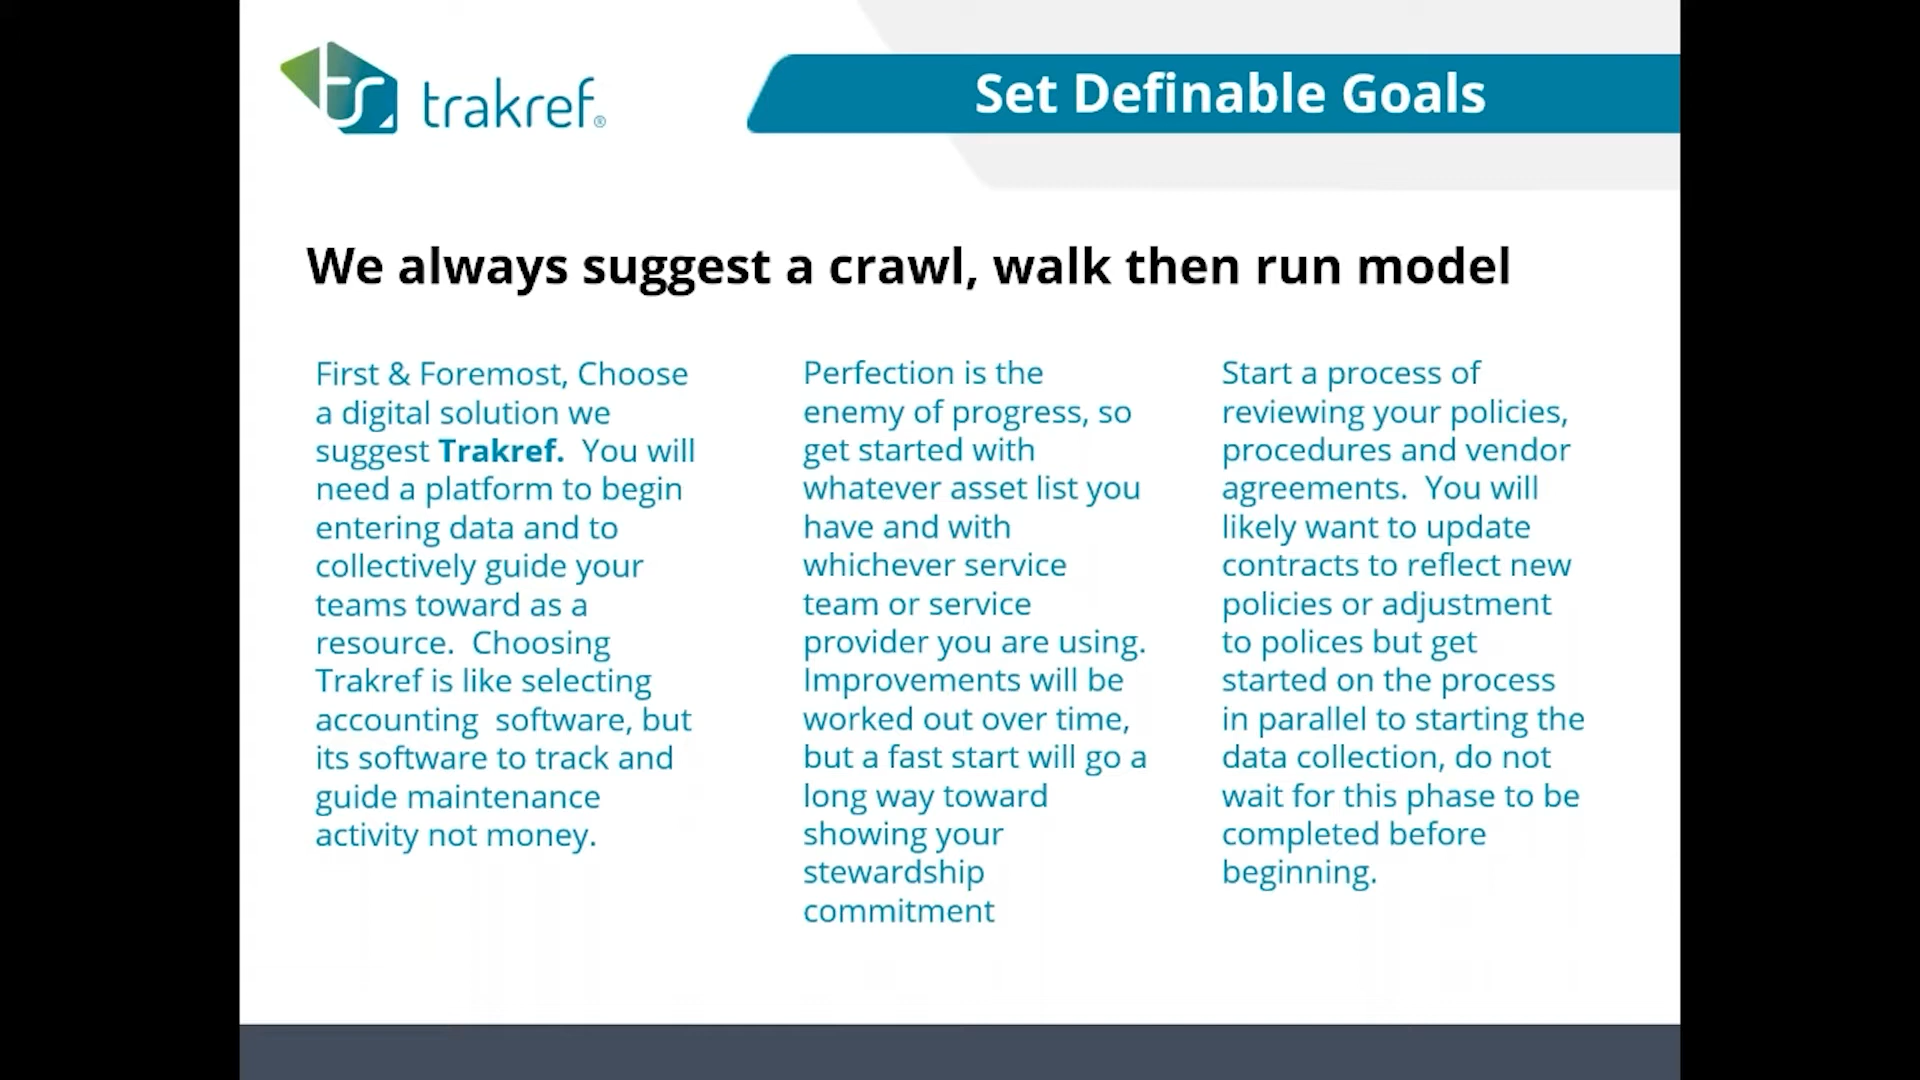 ts trakref®
Set Definable Goals
We always suggest a crawl, walk then run model
First & Foremost, Choose
a digital solution we
suggest Trakref. You will
need a platform to begin
entering data and to
collectively guide your
teams toward as a
resource. Choosing
Trakref is like selecting
accounting software, but
its software to track and
guide maintenance
activity not money.
Perfection is the
enemy of progress, so
get started with
whatever asset list you
have and with
whichever service
team or service
provider you are using.
Improvements will be
worked out over time,
but a fast start will go a
long way toward
showing your
stewardship
commitment
Start a process of
reviewing your policies,
procedures and vendor
agreements. You will
likely want to update
contracts to reflect new
policies or adjustment
to polices but get
started on the process
in parallel to starting the
data collection, do not
wait for this phase to be
completed before
beginning.